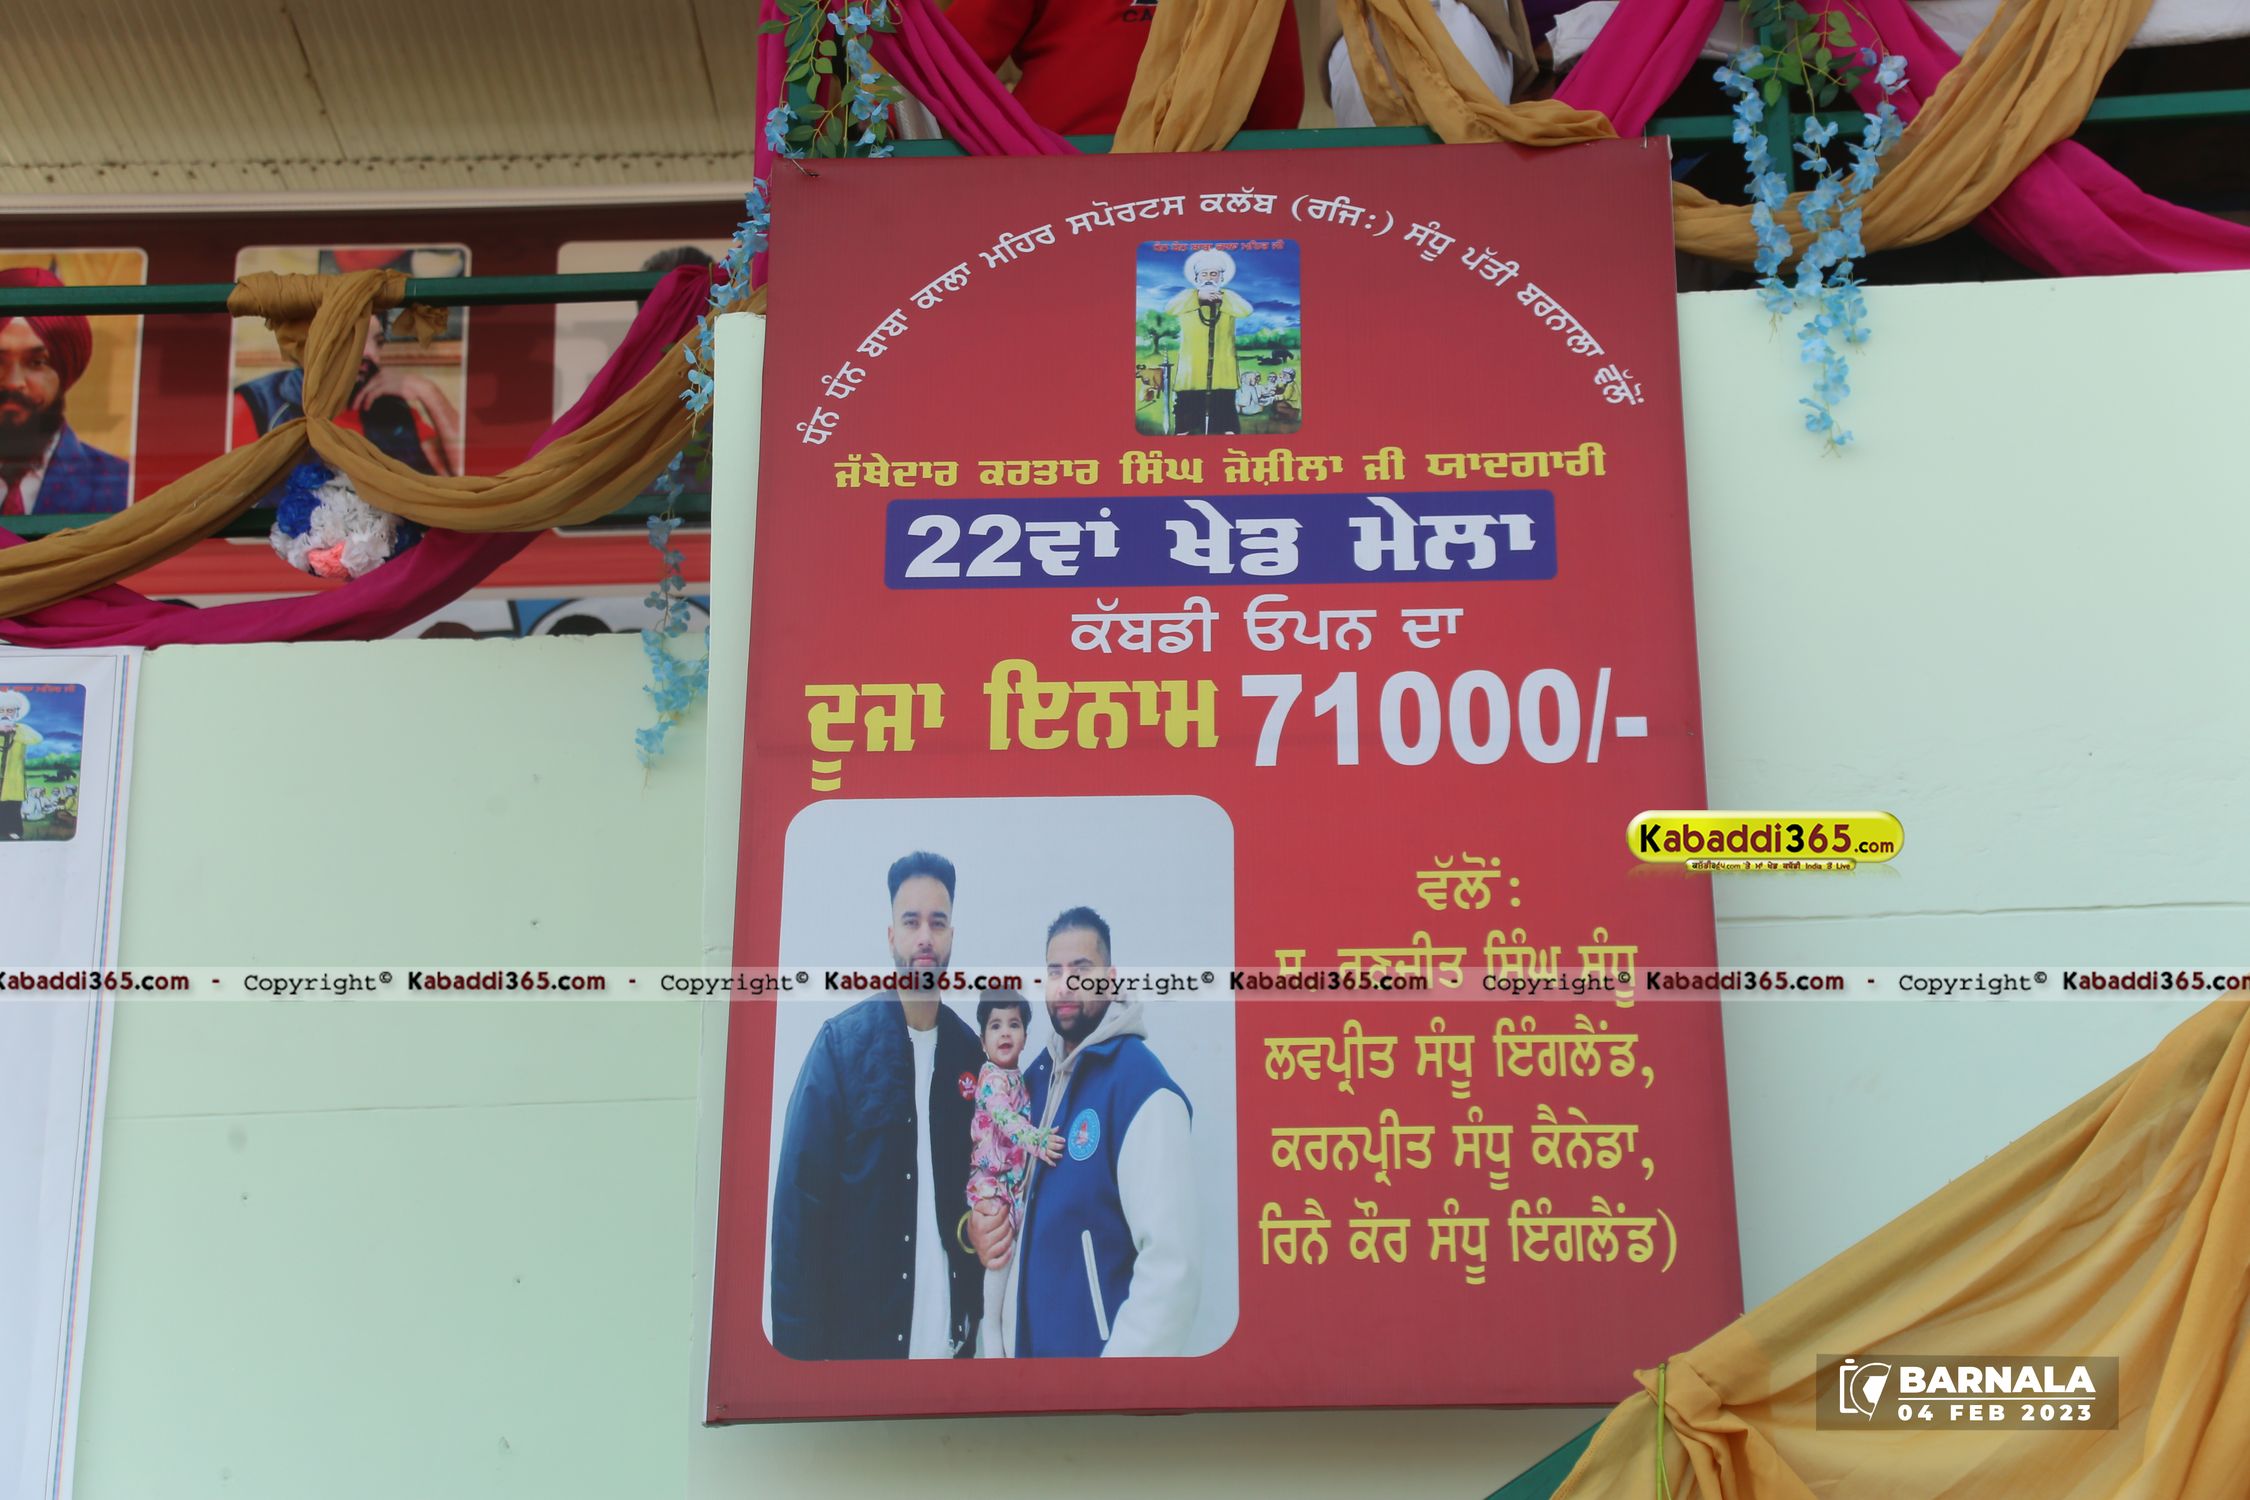 ਧੰਨ ਧੰਨ ਬਾਬਾ ਕਾਲਾ ਮਹਿਰ ਸਪੋਰਟਸ ਕਲੱਬ (ਰਜਿ:) ਸੰਧੂ ਪੱਤੀ ਬਰਨਾਲਾ ਵਲੋਂ
ਜੱਥੇਦਾਰ ਕਰਤਾਰ ਸਿੰਘ ਜੋਸ਼ੀਲਾ ਜੀ ਯਾਦਗਾਰੀ
22ਵਾਂ ਖੇਡ ਮੇਲਾ
ਕੱਬਡੀ ਓਪਨ ਦਾ
ਦੂਜਾ ਇਨਾਮ 71000/-
Kabaddi365.com
ਵੱਲੋਂ :
ਸ. ਰਣਜੀਤ ਸਿੰਘ ਸੰਧੂ
Kabaddi365.com - Copyright© Kabaddi365.com - Copyright© Kabaddi365.com - Copyright© Kabaddi365.com Copyright© Kabaddi365.com - Copyright© Kabaddi365.com
ਲਵਪ੍ਰੀਤ ਸੰਧੂ ਇੰਗਲੈਂਡ,
ਕਰਨਪ੍ਰੀਤ ਸੰਧੂ ਕੈਨੇਡਾ,
ਰਿਨੈ ਕੌਰ ਸੰਧੂ ਇੰਗਲੈਂਡ)
BARNALA
04 FEB 2023